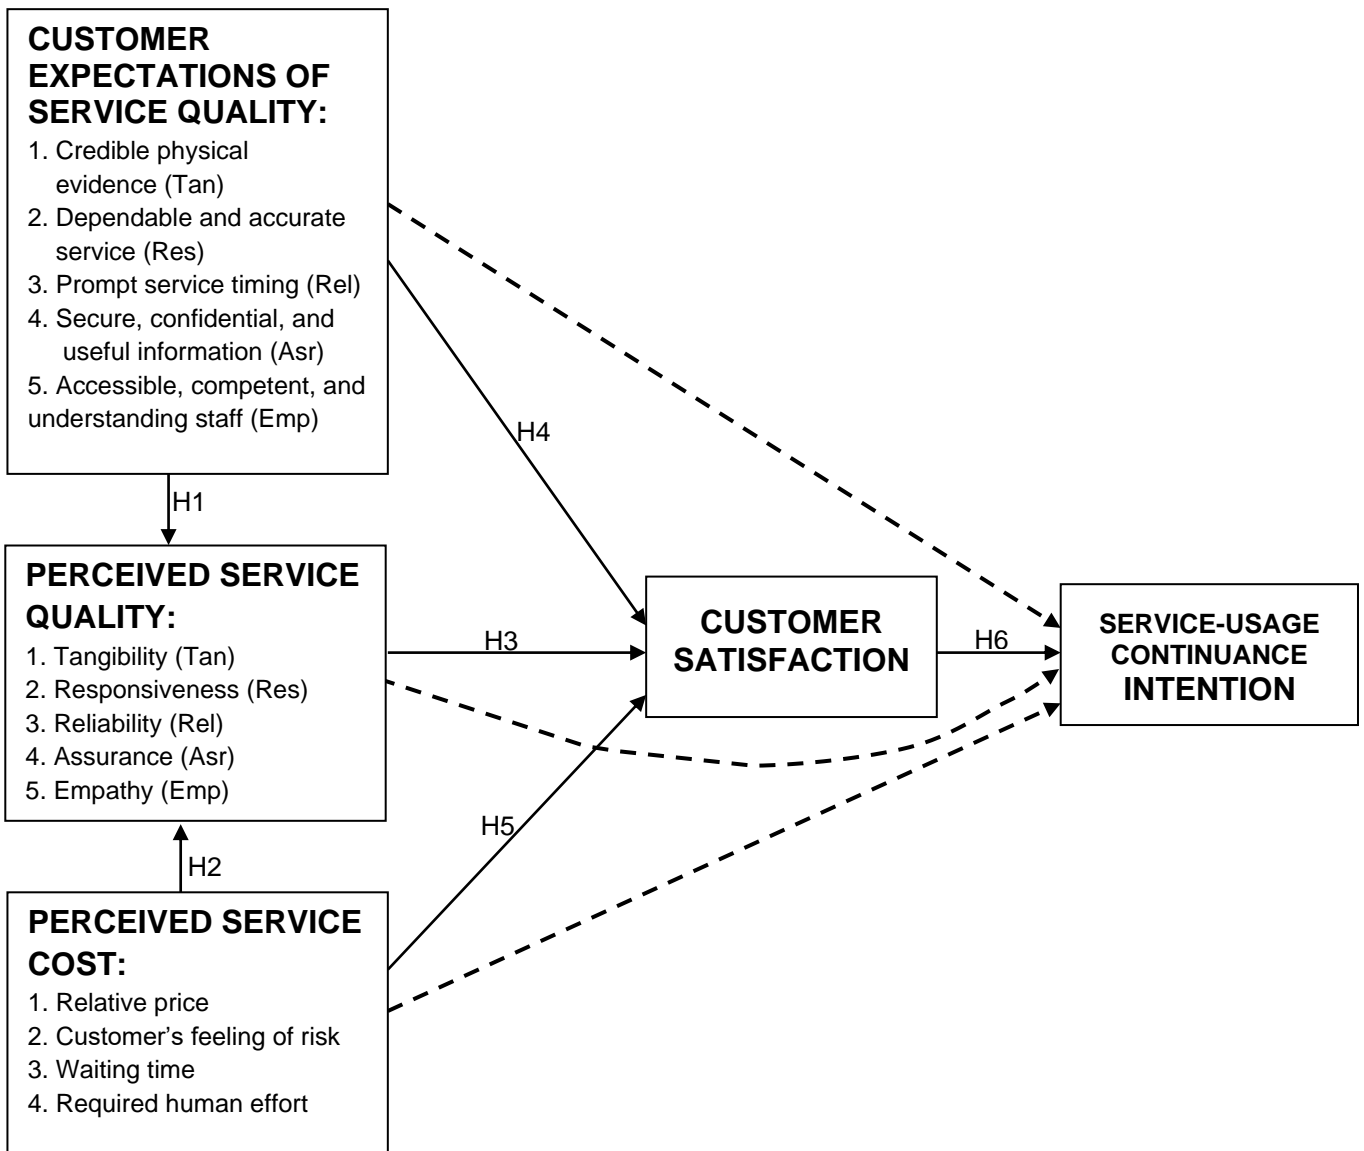 CUSTOMER
EXPECTATIONS OF
SERVICE QUALITY:
1. Credible physical
evidence (Tan)
2. Dependable and accurate
service (Res)
3. Prompt service timing (Rel)
4. Secure, confidential, and
useful information (Asr)
5. Accessible, competent, and
understanding staff (Emp)
H4
H1
PERCEIVED SERVICE
QUALITY:
1. Tangibility (Tan)
2. Responsiveness (Res)
3. Reliability (Rel)
4. Assurance (Asr)
5. Empathy (Emp)
H3
CUSTOMER
SATISFACTION
H6
SERVICE-USAGE
CONTINUANCE
INTENTION
H5
H2
PERCEIVED SERVICE
COST:
1. Relative price
2. Customer’s feeling of risk
3. Waiting time
4. Required human effort